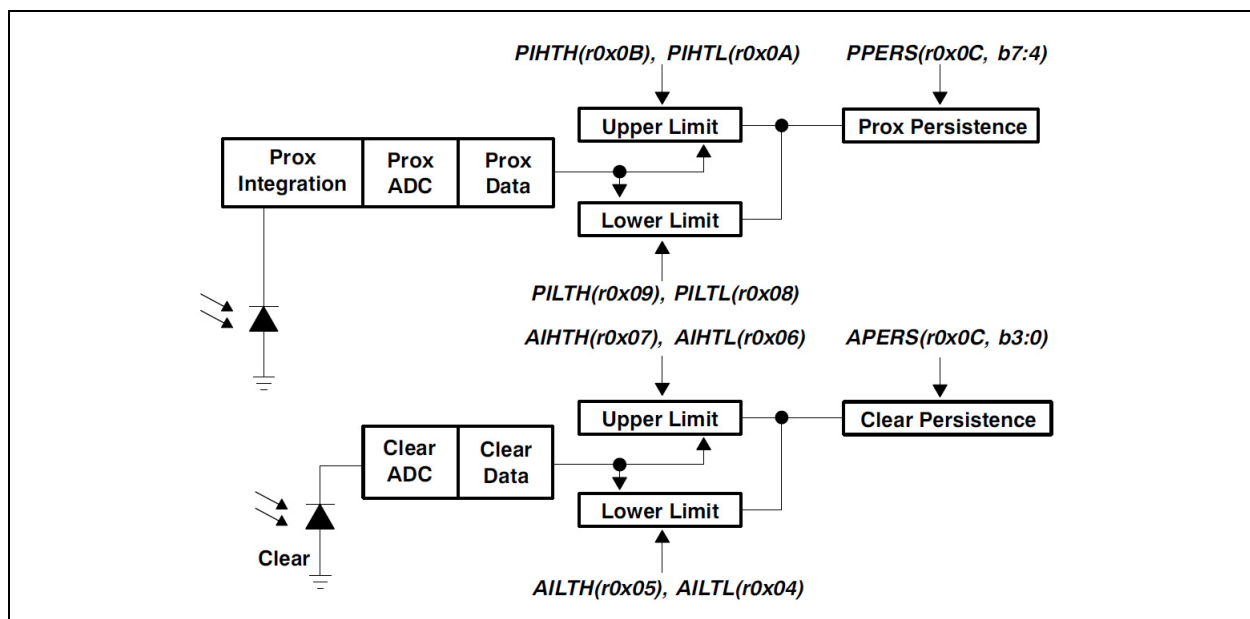 PIHTH(r0x0B), PIHTL(r0x0A)
PPERS(r0x0C, b7:4)
Upper Limit
Prox Persistence
Prox
Integration
Prox
ADC
Prox
Data
Lower Limit
PILTH(r0x09), PILTL(r0x08)
AIHTH(r0x07), AIHTL(r0x06)
APERS(r0x0C, b3:0)
Upper Limit
Clear Persistence
Clear
ADC
Clear
Data
Lower Limit
Clear
AILTH(r0x05), AILTL(r0x04)